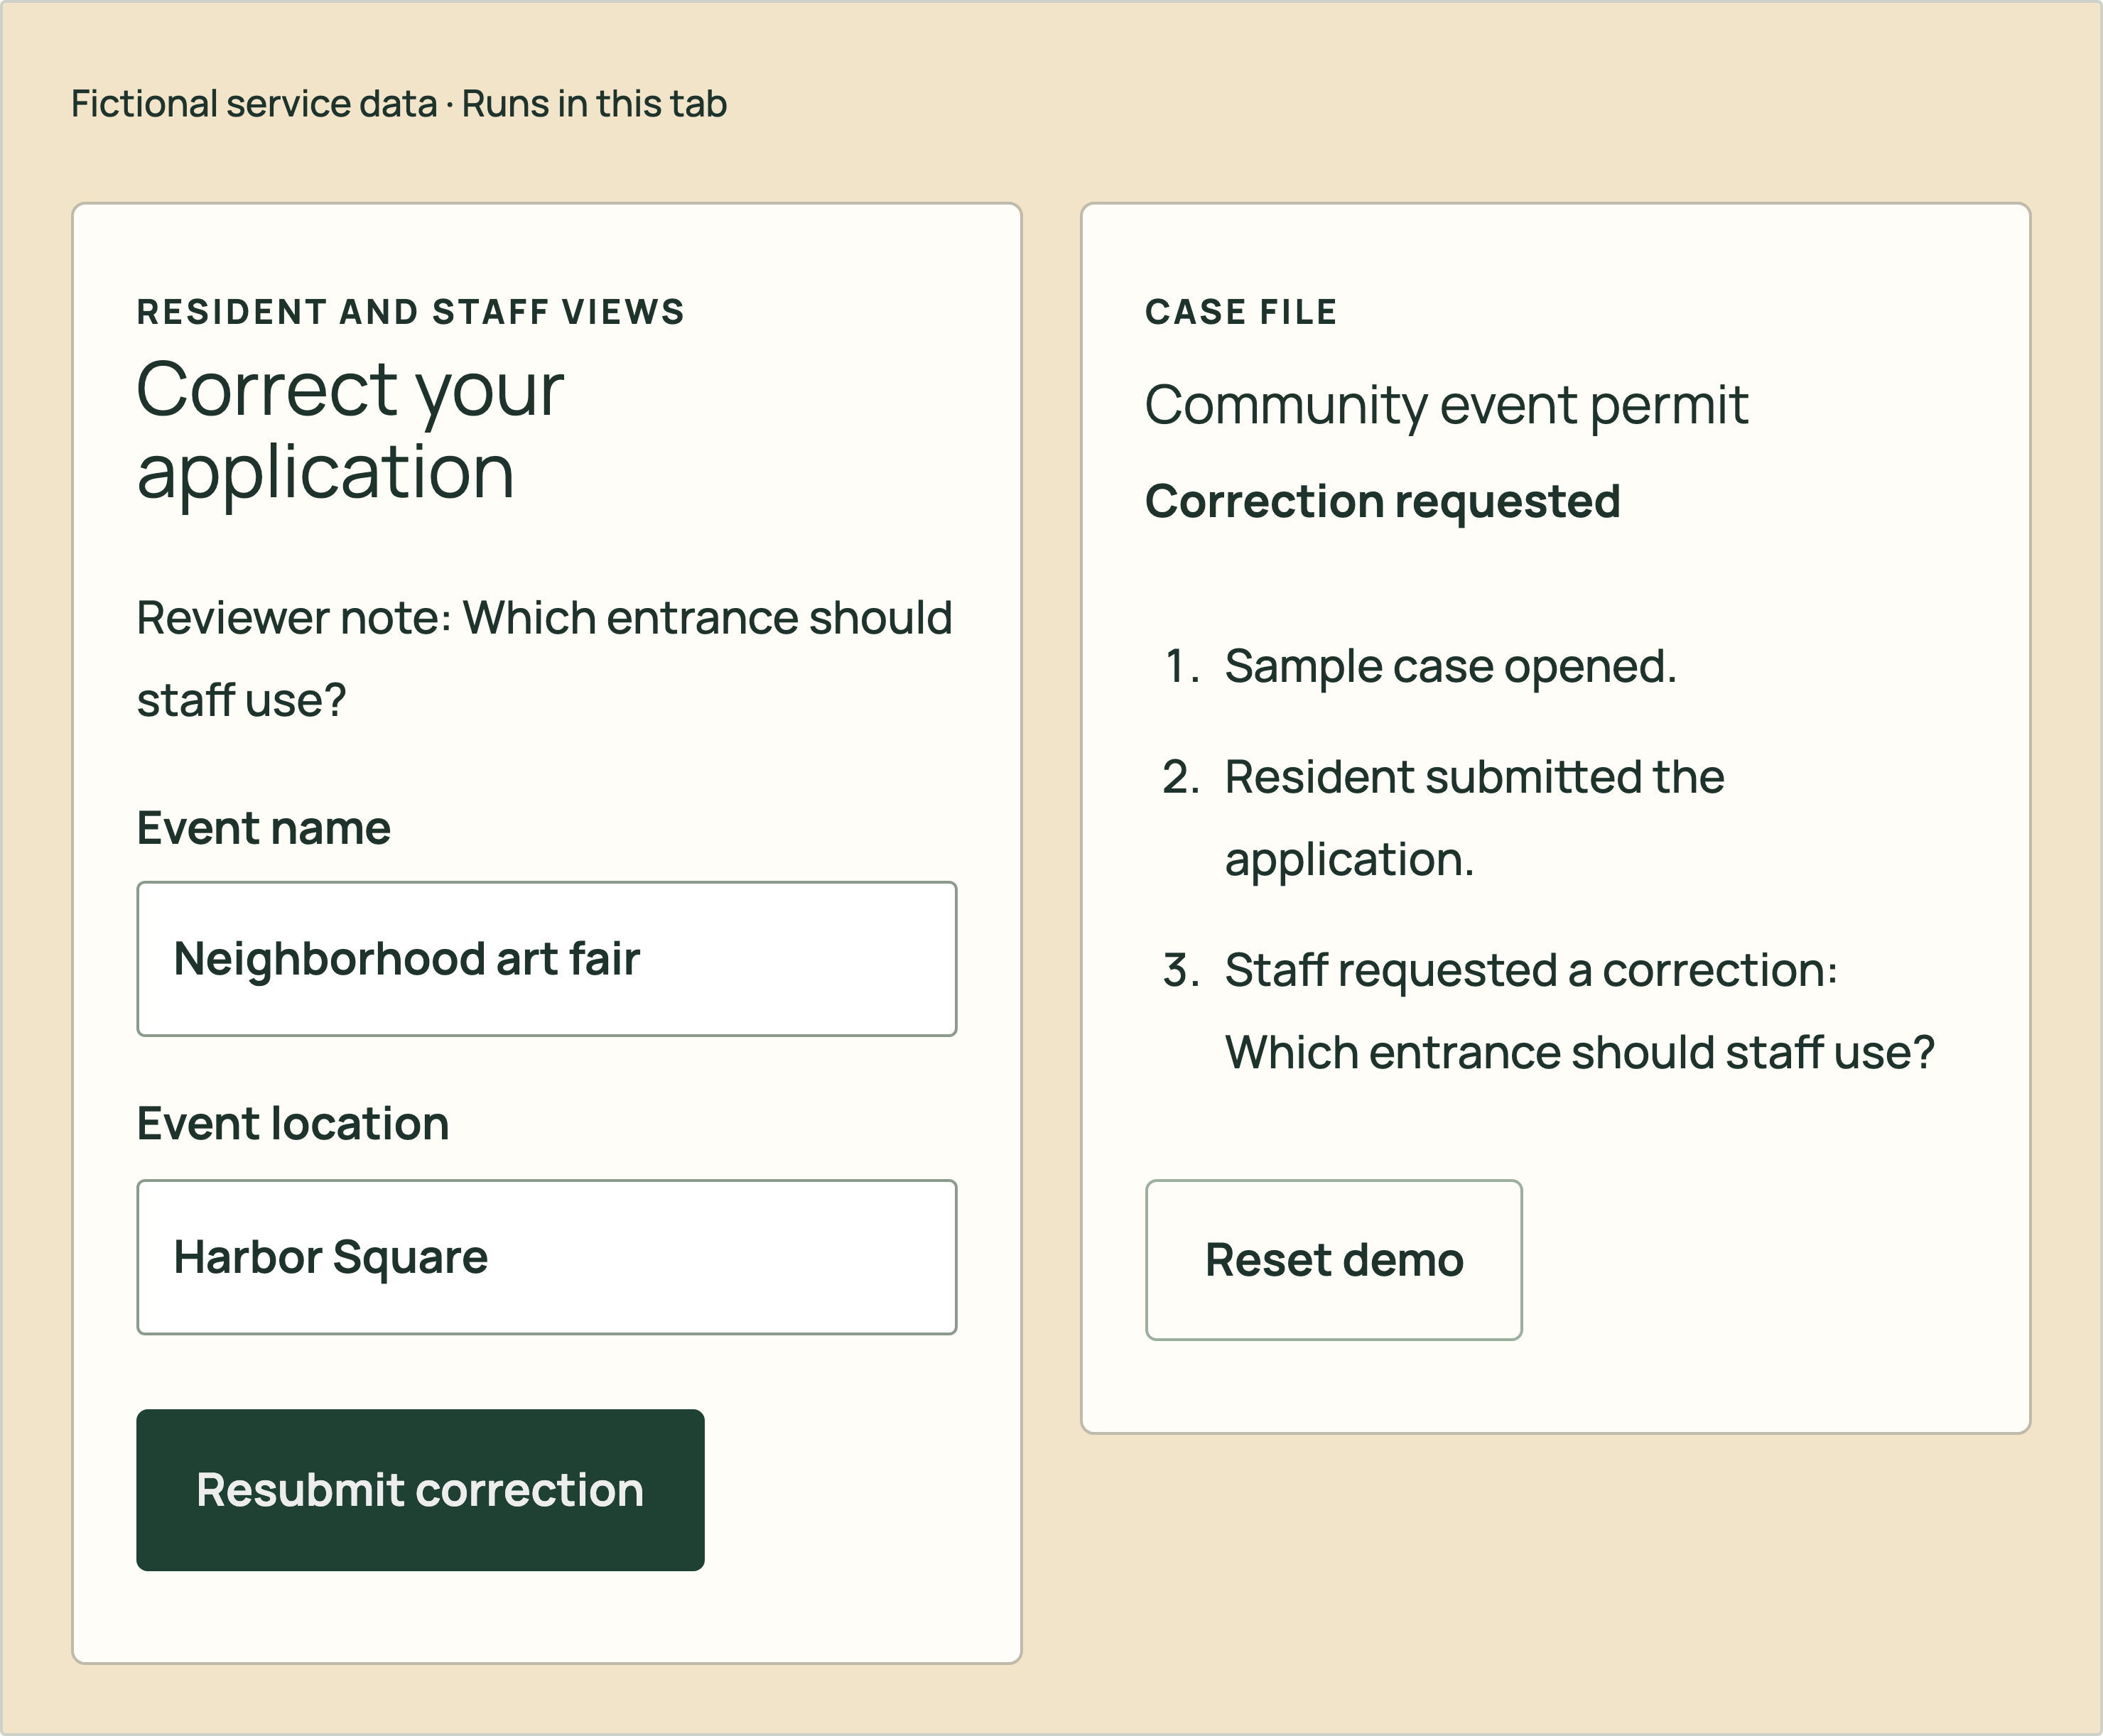 Fictional service data · Runs in this tab
RESIDENT AND STAFF VIEWS
Correct your
application
Reviewer note: Which entrance should
staff use?
Event name
Neighborhood art fair
Event location
Harbor Square
Resubmit correction
CASE FILE
Community event permit
Correction requested
1. Sample case opened.
2. Resident submitted the
application.
3. Staff requested a correction:
Which entrance should staff use?
Reset demo